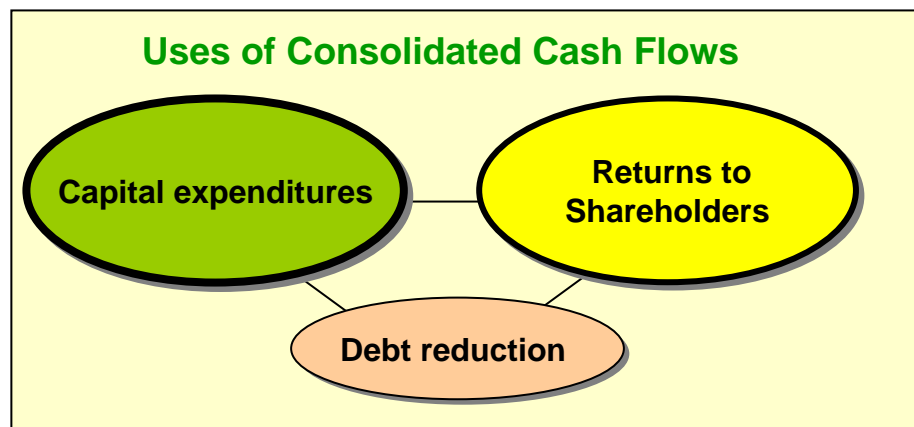 Uses of Consolidated Cash Flows
Capital expenditures
Returns to
Shareholders
Debt reduction